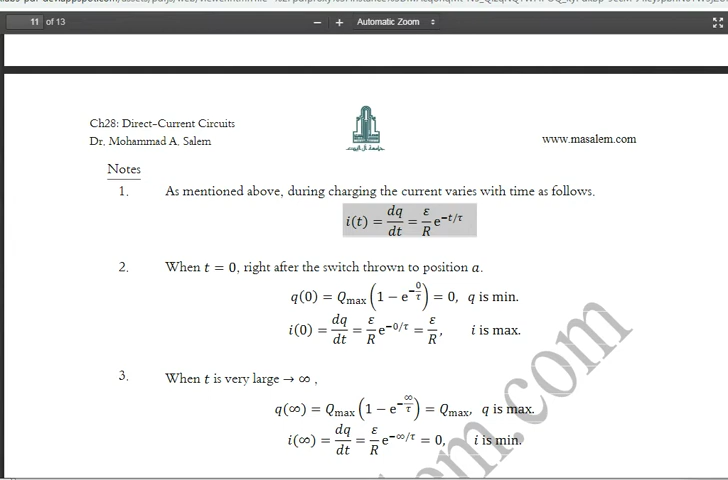 11 of 13
− + Automatic Zoom
Ch28: Direct-Current Circuits
Dr. Mohammad A. Salem
www.masalem.com
Notes
1. As mentioned above, during charging the current varies with time as follows.
i(t) = dq/dt = ε/R e^(−t/τ)
2. When t = 0, right after the switch thrown to position a.
q(0) = Qmax(1 − e^(−0/τ)) = 0, q is min.
i(0) = dq/dt = ε/R e^(−0/τ) = ε/R, i is max.
3. When t is very large → ∞ ,
q(∞) = Qmax(1 − e^(−∞/τ)) = Qmax, q is max.
i(∞) = dq/dt = ε/R e^(−∞/τ) = 0, i is min.